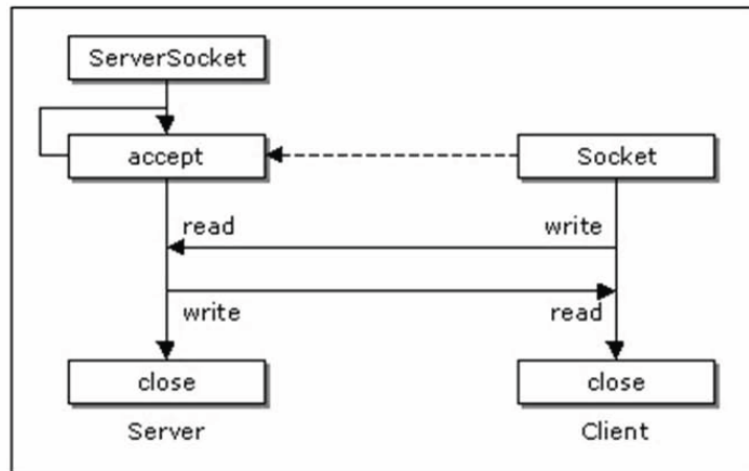 ServerSocket
accept
Socket
read
write
write
read
close
close
Server
Client